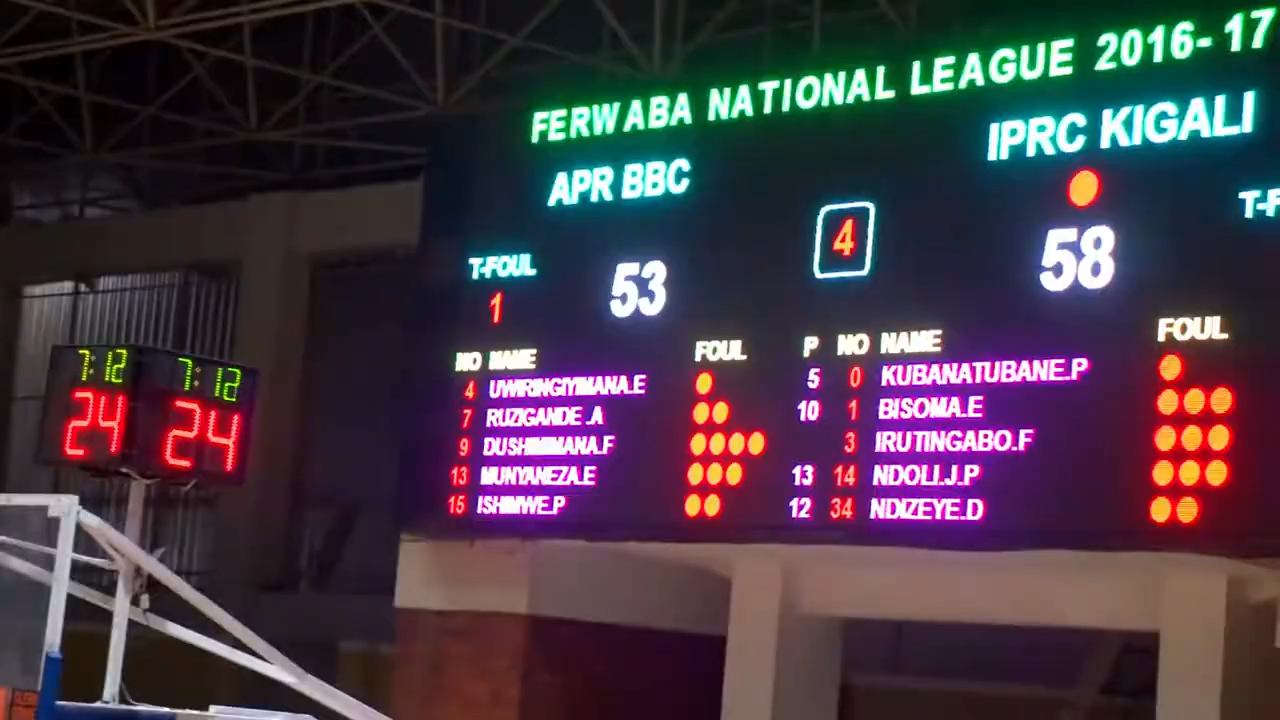 FERWABA NATIONAL LEAGUE 2016-17
APR BBC
IPRC KIGALI
4
T-FOUL
1
53
58
T-F
NO NAME FOUL
4 UWIRINGIYIMANA.E
7 RUZIGANDE .A
9 DUSHIMIMANA.F
13 MUNYANEZA.E
15 ISHIMWE.P
P NO NAME FOUL
5 0 KUBANATUBANE.P
10 1 BISOMA.E
3 IRUTINGABO.F
13 14 NDOLI.J.P
12 34 NDIZEYE.D
7:12
24
7:12
24